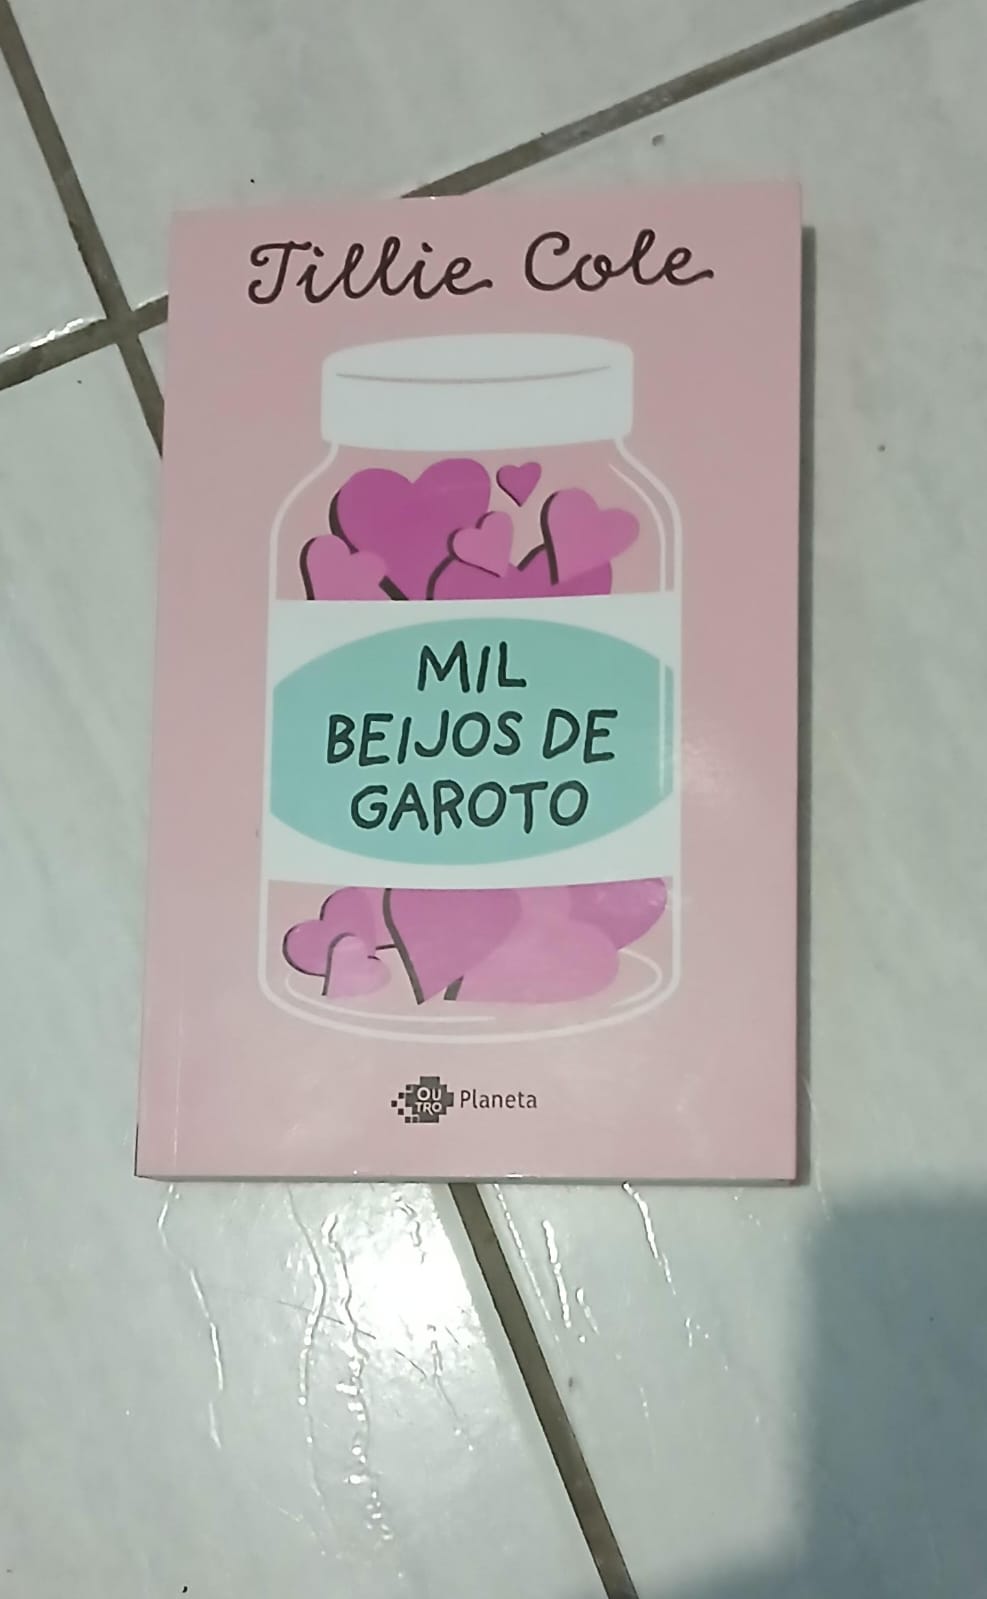 Tillie Cole
MIL
BEIJOS DE
GAROTO
OU
TRO
Planeta